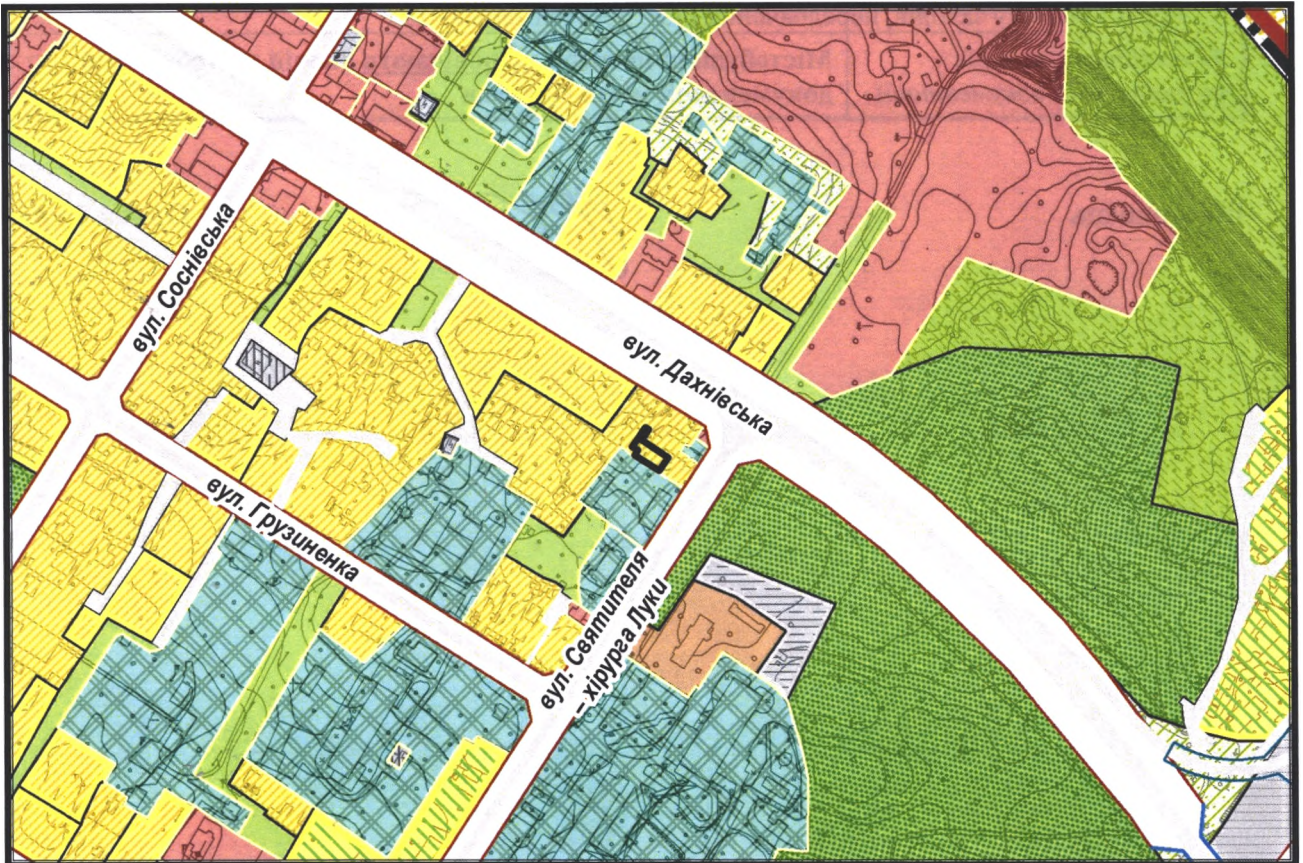 вул. Соснівська
вул. Дахнівська
вул. Грузиненка
вул. Святителя
– хірурга Луки